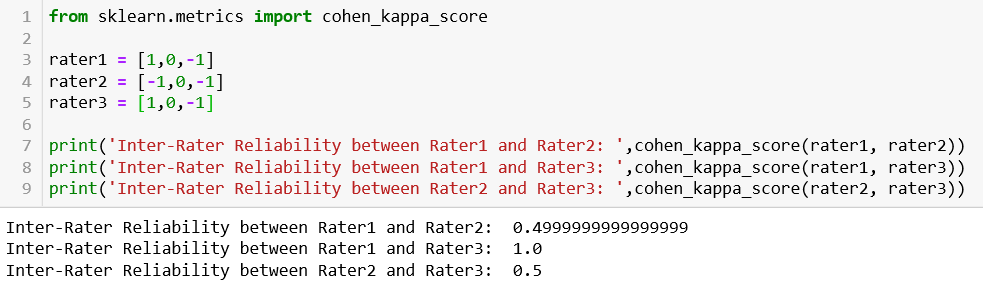 1 from sklearn.metrics import cohen_kappa_score
2
3 rater1 = [1,0,-1]
4 rater2 = [-1,0,-1]
5 rater3 = [1,0,-1]
6
7 print('Inter-Rater Reliability between Rater1 and Rater2: ',cohen_kappa_score(rater1, rater2))
8 print('Inter-Rater Reliability between Rater1 and Rater3: ',cohen_kappa_score(rater1, rater3))
9 print('Inter-Rater Reliability between Rater2 and Rater3: ',cohen_kappa_score(rater2, rater3))
Inter-Rater Reliability between Rater1 and Rater2:  0.4999999999999999
Inter-Rater Reliability between Rater1 and Rater3:  1.0
Inter-Rater Reliability between Rater2 and Rater3:  0.5